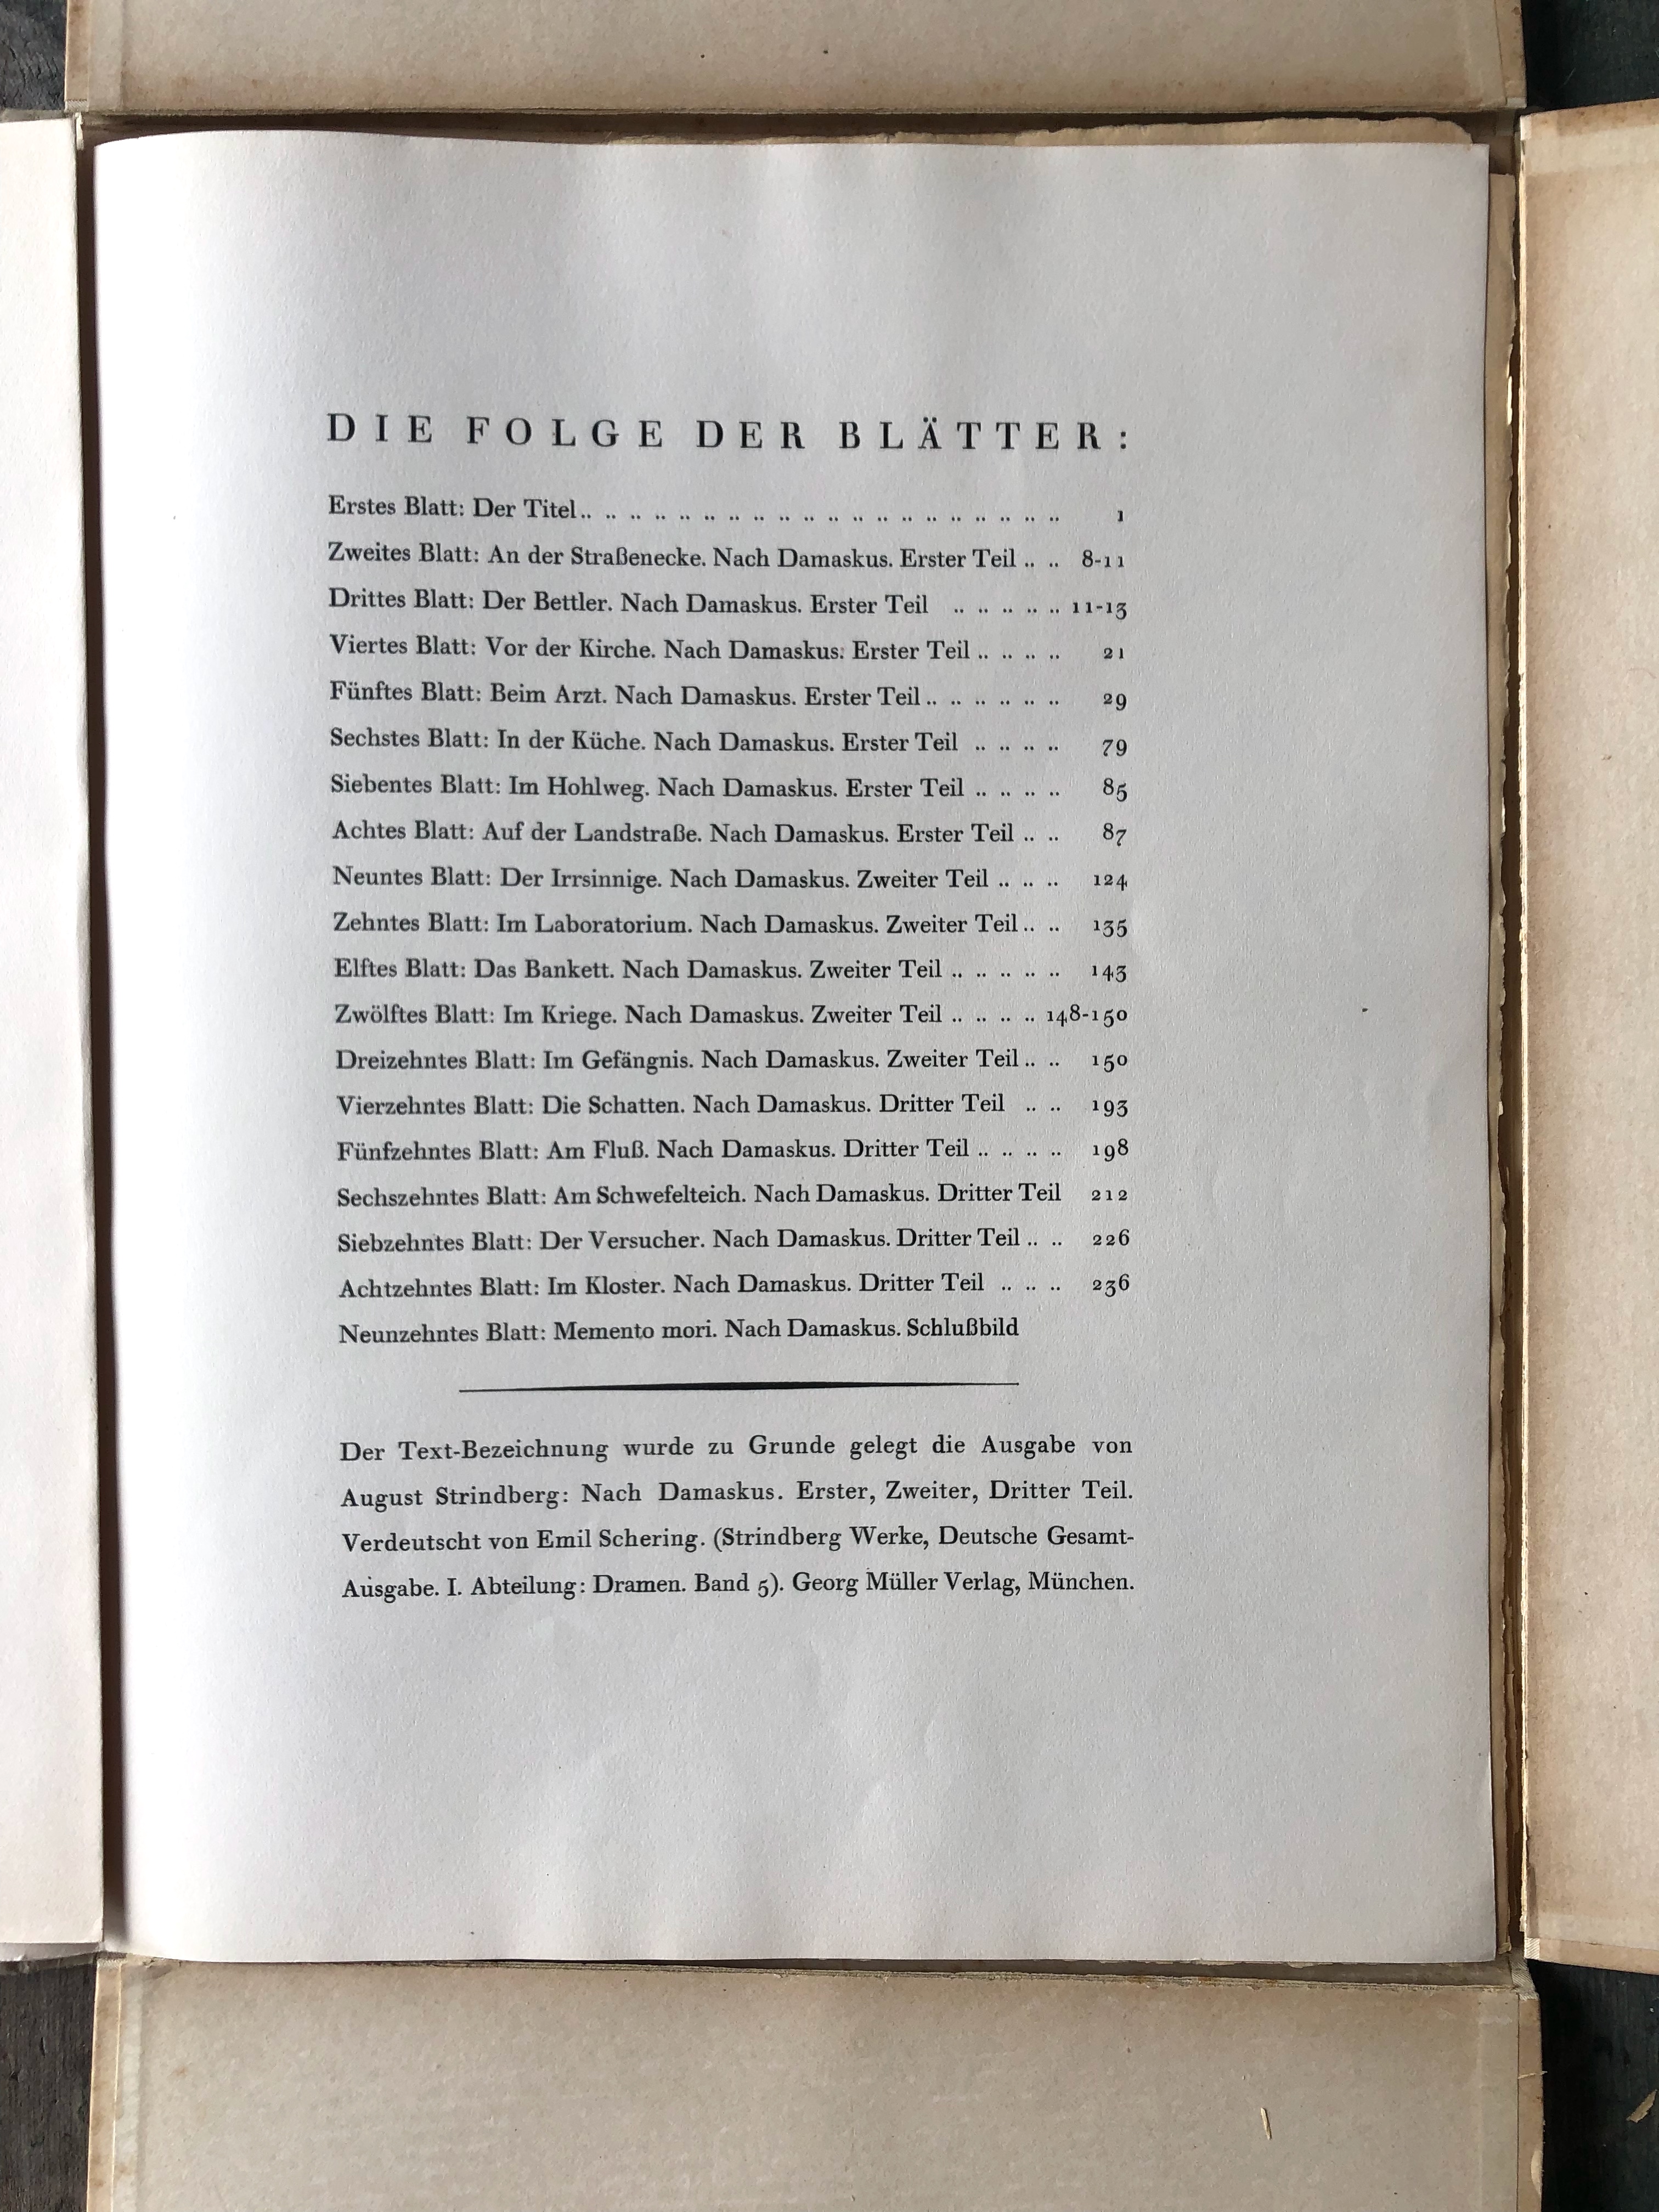 DIE FOLGE DER BLÄTTER:
Erstes Blatt: Der Titel.. .. .. .. .. .. .. .. .. .. .. .. .. .. .. .. .. .. .. .. 1
Zweites Blatt: An der Straßenecke. Nach Damaskus. Erster Teil .. .. 8-11
Drittes Blatt: Der Bettler. Nach Damaskus. Erster Teil .. .. .. .. .. 11-13
Viertes Blatt: Vor der Kirche. Nach Damaskus. Erster Teil .. .. .. .. 21
Fünftes Blatt: Beim Arzt. Nach Damaskus. Erster Teil .. .. .. .. .. .. 29
Sechstes Blatt: In der Küche. Nach Damaskus. Erster Teil .. .. .. .. 79
Siebentes Blatt: Im Hohlweg. Nach Damaskus. Erster Teil .. .. .. .. 85
Achtes Blatt: Auf der Landstraße. Nach Damaskus. Erster Teil .. .. 87
Neuntes Blatt: Der Irrsinnige. Nach Damaskus. Zweiter Teil .. .. .. 124
Zehntes Blatt: Im Laboratorium. Nach Damaskus. Zweiter Teil .. .. 135
Elftes Blatt: Das Bankett. Nach Damaskus. Zweiter Teil .. .. .. .. .. 143
Zwölftes Blatt: Im Kriege. Nach Damaskus. Zweiter Teil .. .. .. .. 148-150
Dreizehntes Blatt: Im Gefängnis. Nach Damaskus. Zweiter Teil .. .. 150
Vierzehntes Blatt: Die Schatten. Nach Damaskus. Dritter Teil .. .. 193
Fünfzehntes Blatt: Am Fluß. Nach Damaskus. Dritter Teil .. .. .. .. 198
Sechszehntes Blatt: Am Schwefelteich. Nach Damaskus. Dritter Teil 212
Siebzehntes Blatt: Der Versucher. Nach Damaskus. Dritter Teil .. .. 226
Achtzehntes Blatt: Im Kloster. Nach Damaskus. Dritter Teil .. .. .. 236
Neunzehntes Blatt: Memento mori. Nach Damaskus. Schlußbild
Der Text-Bezeichnung wurde zu Grunde gelegt die Ausgabe von
August Strindberg: Nach Damaskus. Erster, Zweiter, Dritter Teil.
Verdeutscht von Emil Schering. (Strindberg Werke, Deutsche Gesamt-
Ausgabe. I. Abteilung: Dramen. Band 5). Georg Müller Verlag, München.